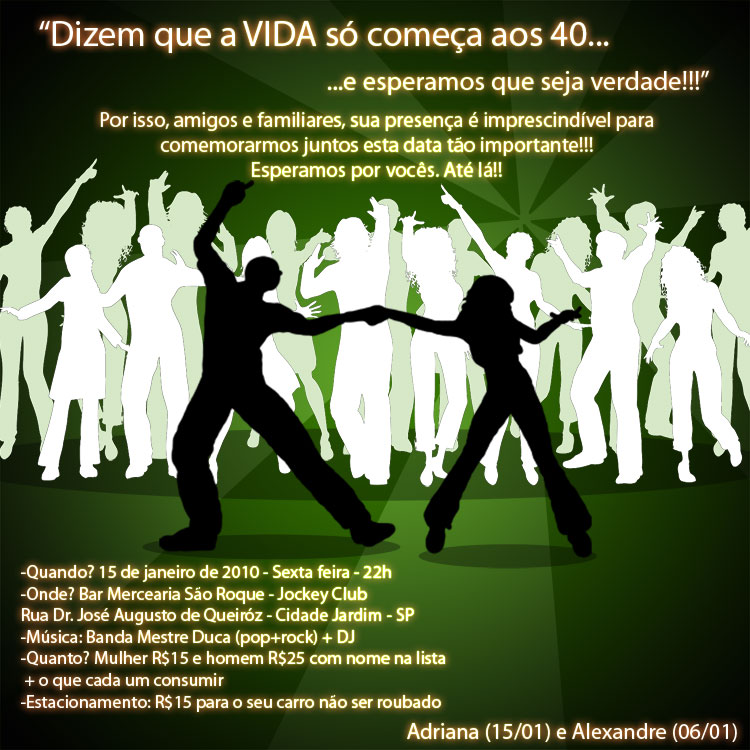 “Dizem que a VIDA só começa aos 40...
...e esperamos que seja verdade!!!”
Por isso, amigos e familiares, sua presença é imprescindível para
comemorarmos juntos esta data tão importante!!!
Esperamos por vocês. Até lá!!
-Quando? 15 de janeiro de 2010 - Sexta feira - 22h
-Onde? Bar Mercearia São Roque - Jockey Club
Rua Dr. José Augusto de Queiróz - Cidade Jardim - SP
-Música: Banda Mestre Duca (pop+rock) + DJ
-Quanto? Mulher R$15 e homem R$25 com nome na lista
+ o que cada um consumir
-Estacionamento: R$15 para o seu carro não ser roubado
Adriana (15/01) e Alexandre (06/01)